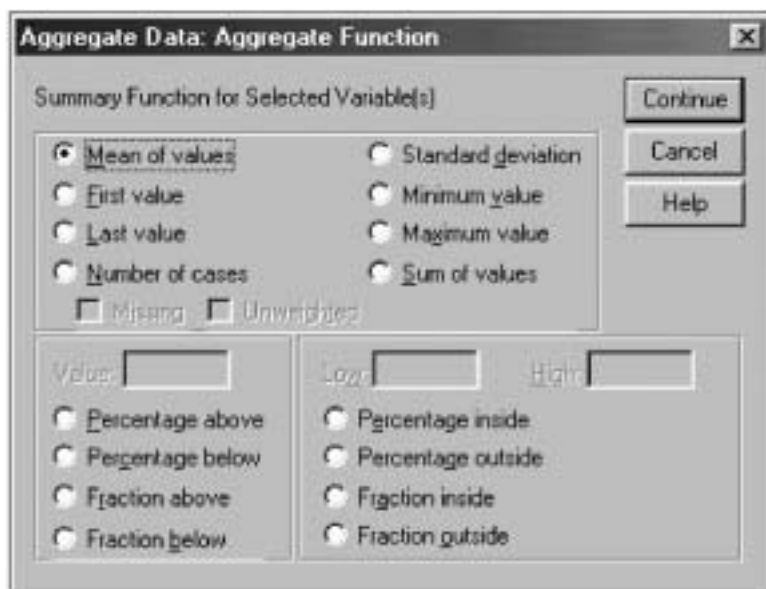 Aggregate Data: Aggregate Function
Summary Function for Selected Variable(s)
Continue
Cancel
Help
Mean of values
Standard deviation
First value
Minimum value
Last value
Maximum value
Number of cases
Sum of values
Missing
Unweighted
Value:
Low:
High:
Percentage above
Percentage inside
Percentage below
Percentage outside
Fraction above
Fraction inside
Fraction below
Fraction outside